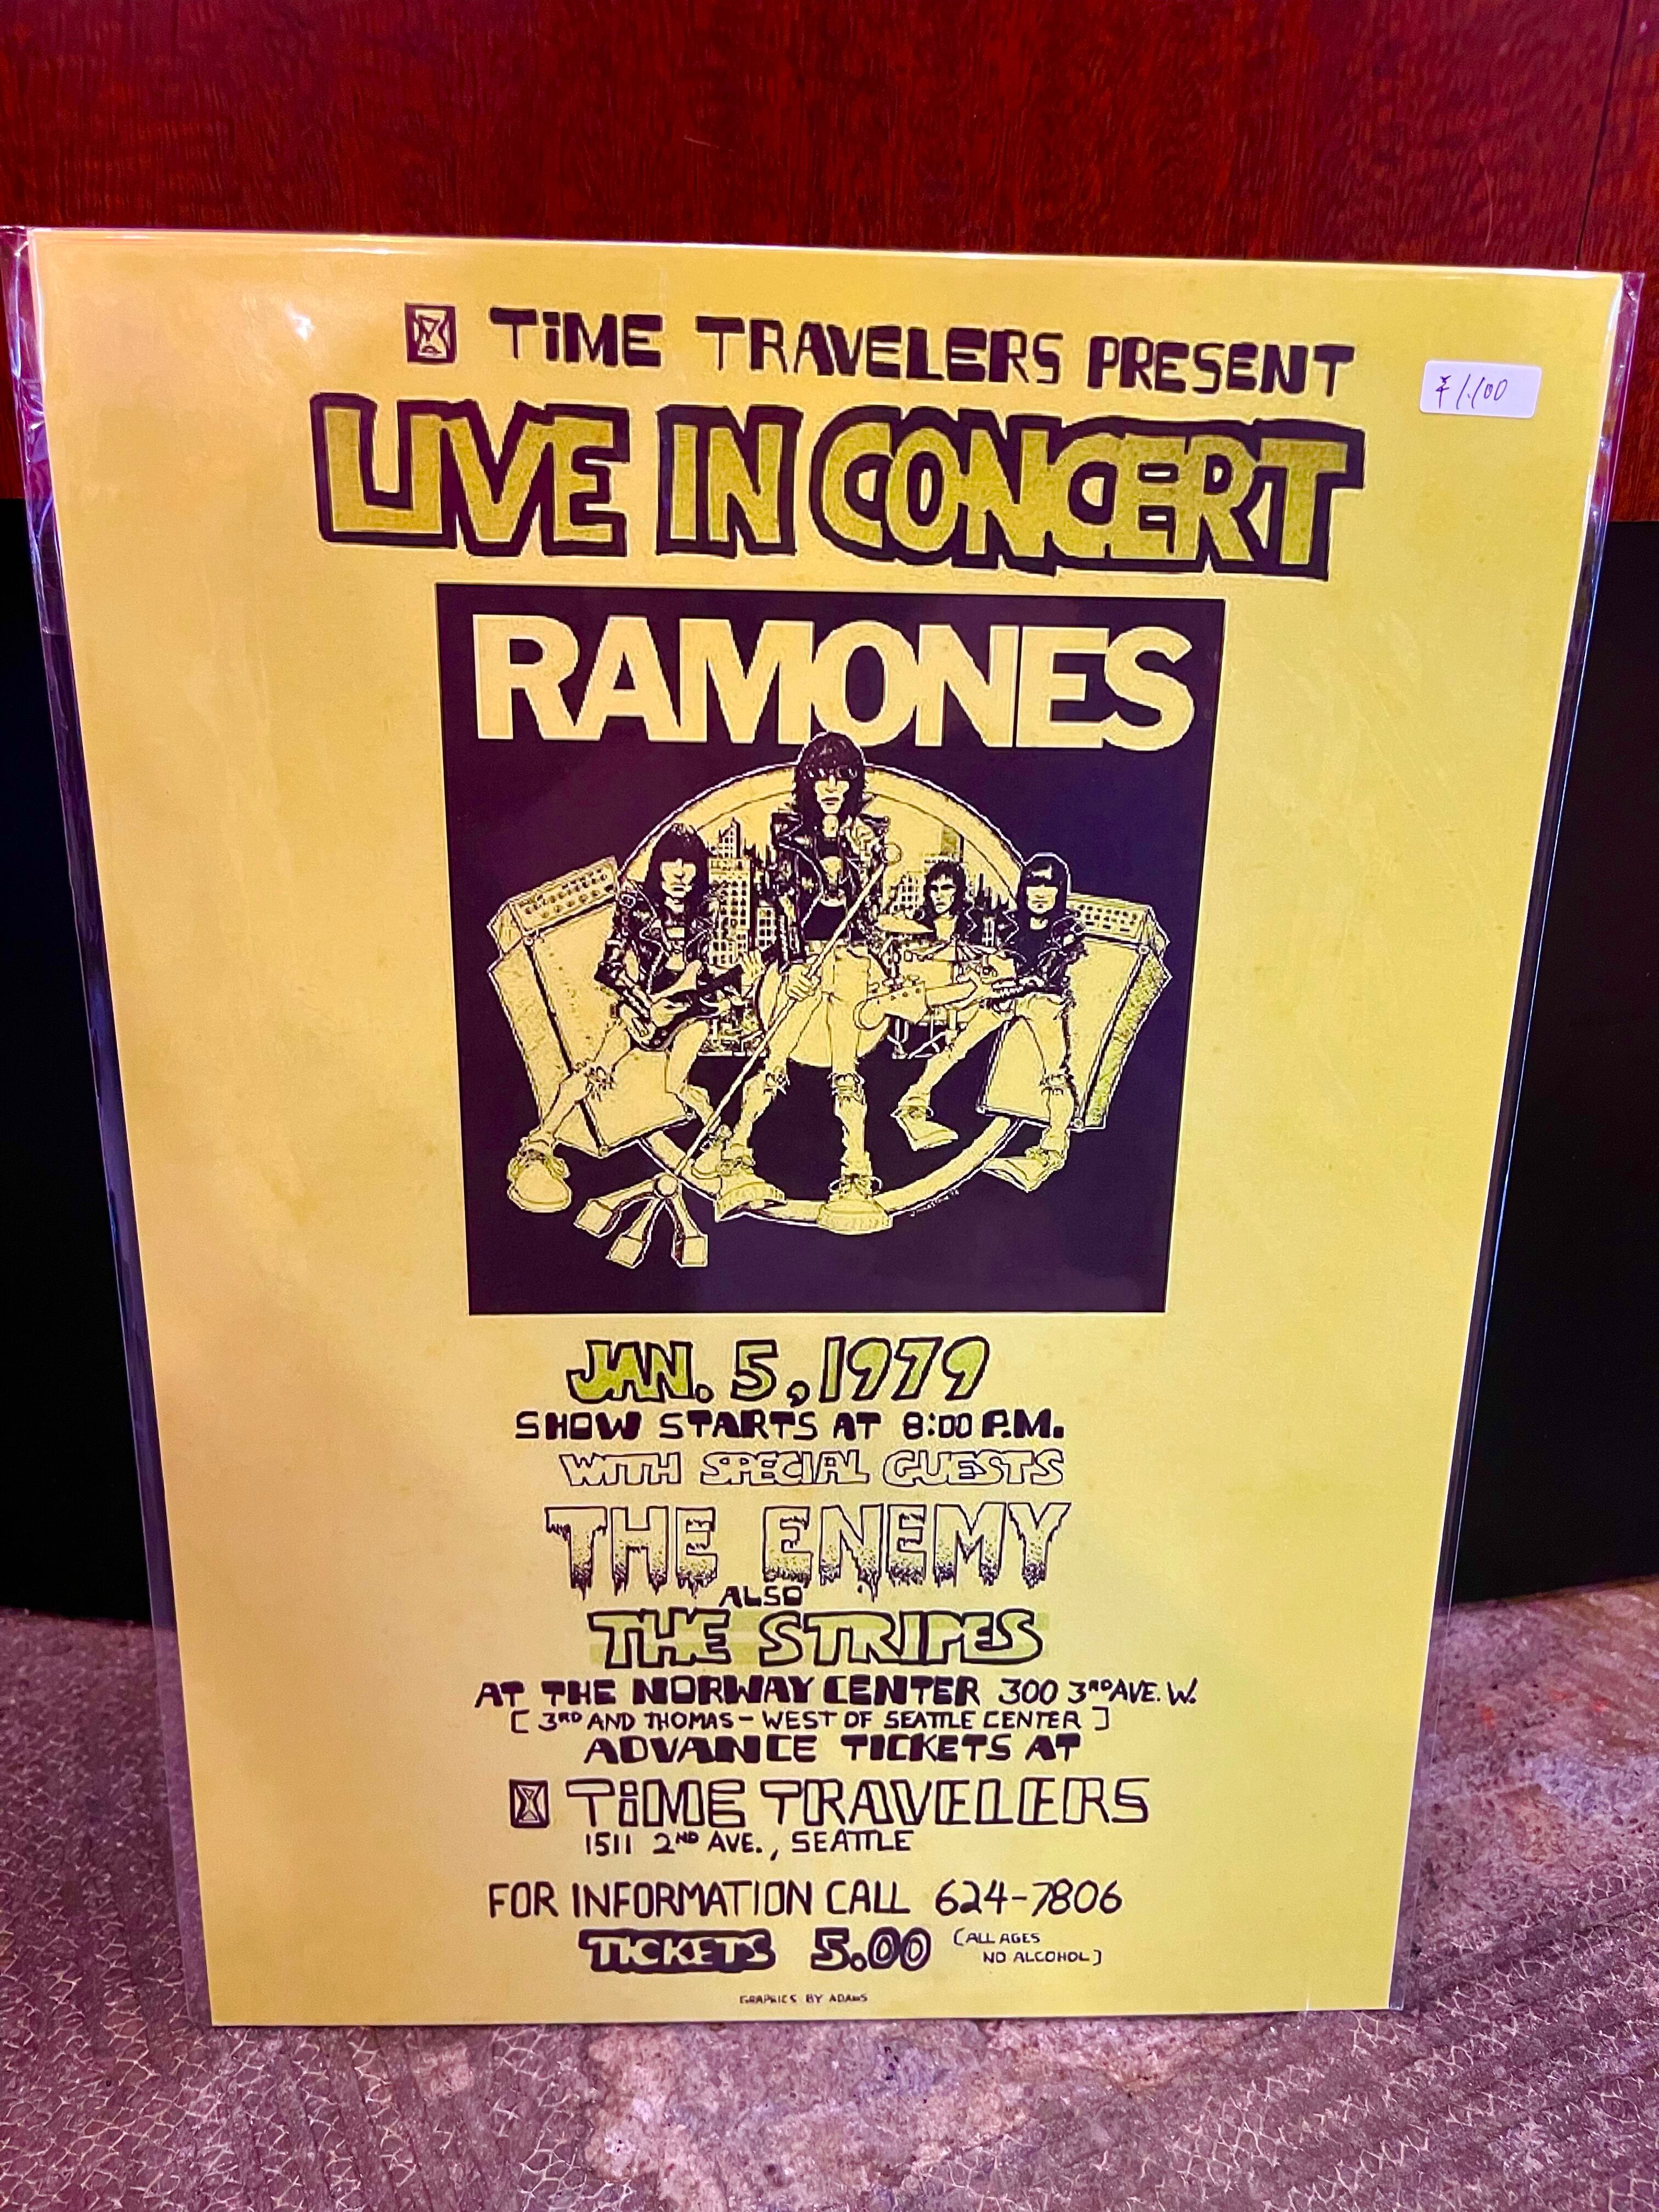 TiME TRAVELERS PRESENT
¥1,100
LIVE IN CONCERT
RAMONES
JAN. 5, 1979
SHOW STARTS AT 8:00 P.M.
WITH SPECIAL GUESTS
THE ENEMY
ALSO
THE STRIPES
AT THE NORWAY CENTER 300 3RD AVE. W.
[ 3RD AND THOMAS - WEST OF SEATTLE CENTER ]
ADVANCE TICKETS AT
TiME TRAVELERS
1511 2ND AVE., SEATTLE
FOR INFORMATION CALL 624-7806
TICKETS 5.00 [ALL AGES
NO ALCOHOL]
GRAPHICS BY ADAMS